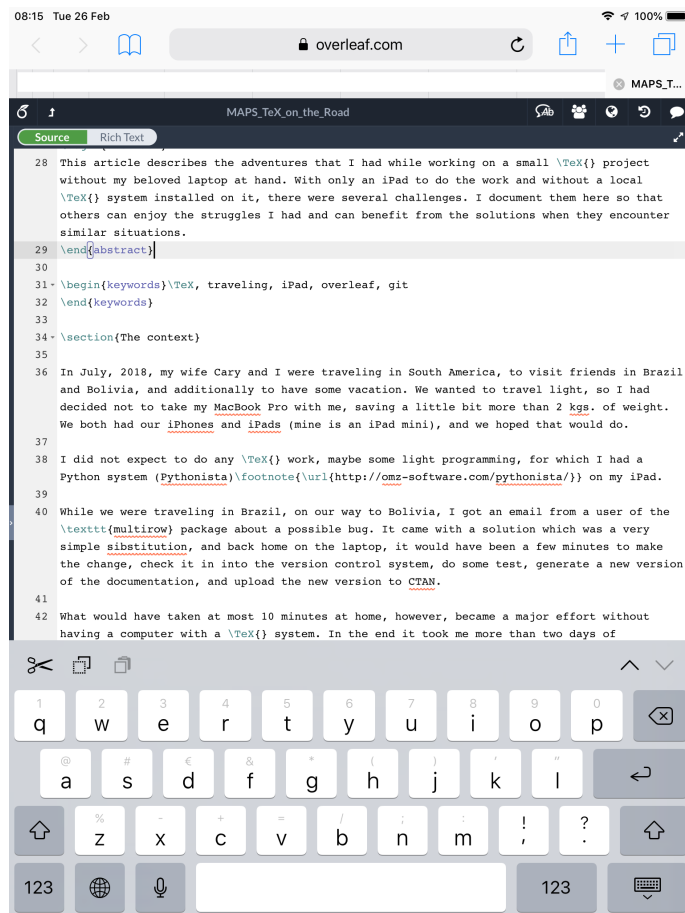 08:15 Tue 26 Feb 100%
overleaf.com
MAPS_T...
MAPS_TeX_on_the_Road
Source Rich Text
28 This article describes the adventures that I had while working on a small \TeX{} project
without my beloved laptop at hand. With only an iPad to do the work and without a local
\TeX{} system installed on it, there were several challenges. I document them here so that
others can enjoy the struggles I had and can benefit from the solutions when they encounter
similar situations.
29 \end{abstract}
30
31 \begin{keywords}\TeX, traveling, iPad, overleaf, git
32 \end{keywords}
33
34 \section{The context}
35
36 In July, 2018, my wife Cary and I were traveling in South America, to visit friends in Brazil
and Bolivia, and additionally to have some vacation. We wanted to travel light, so I had
decided not to take my MacBook Pro with me, saving a little bit more than 2 kgs. of weight.
We both had our iPhones and iPads (mine is an iPad mini), and we hoped that would do.
37
38 I did not expect to do any \TeX{} work, maybe some light programming, for which I had a
Python system (Pythonista)\footnote{\url{http://omz-software.com/pythonista/}} on my iPad.
39
40 While we were traveling in Brazil, on our way to Bolivia, I got an email from a user of the
\texttt{multirow} package about a possible bug. It came with a solution which was a very
simple sibstitution, and back home on the laptop, it would have been a few minutes to make
the change, check it in into the version control system, do some test, generate a new version
of the documentation, and upload the new version to CTAN.
41
42 What would have taken at most 10 minutes at home, however, became a major effort without
having a computer with a \TeX{} system. In the end it took me more than two days of
1 2 3 4 5 6 7 8 9 0
q w e r t y u i o p
@ # € & * ( ) ' "
a s d f g h j k l
% - + = / ; : ! ?
z x c v b n m , .
123 123